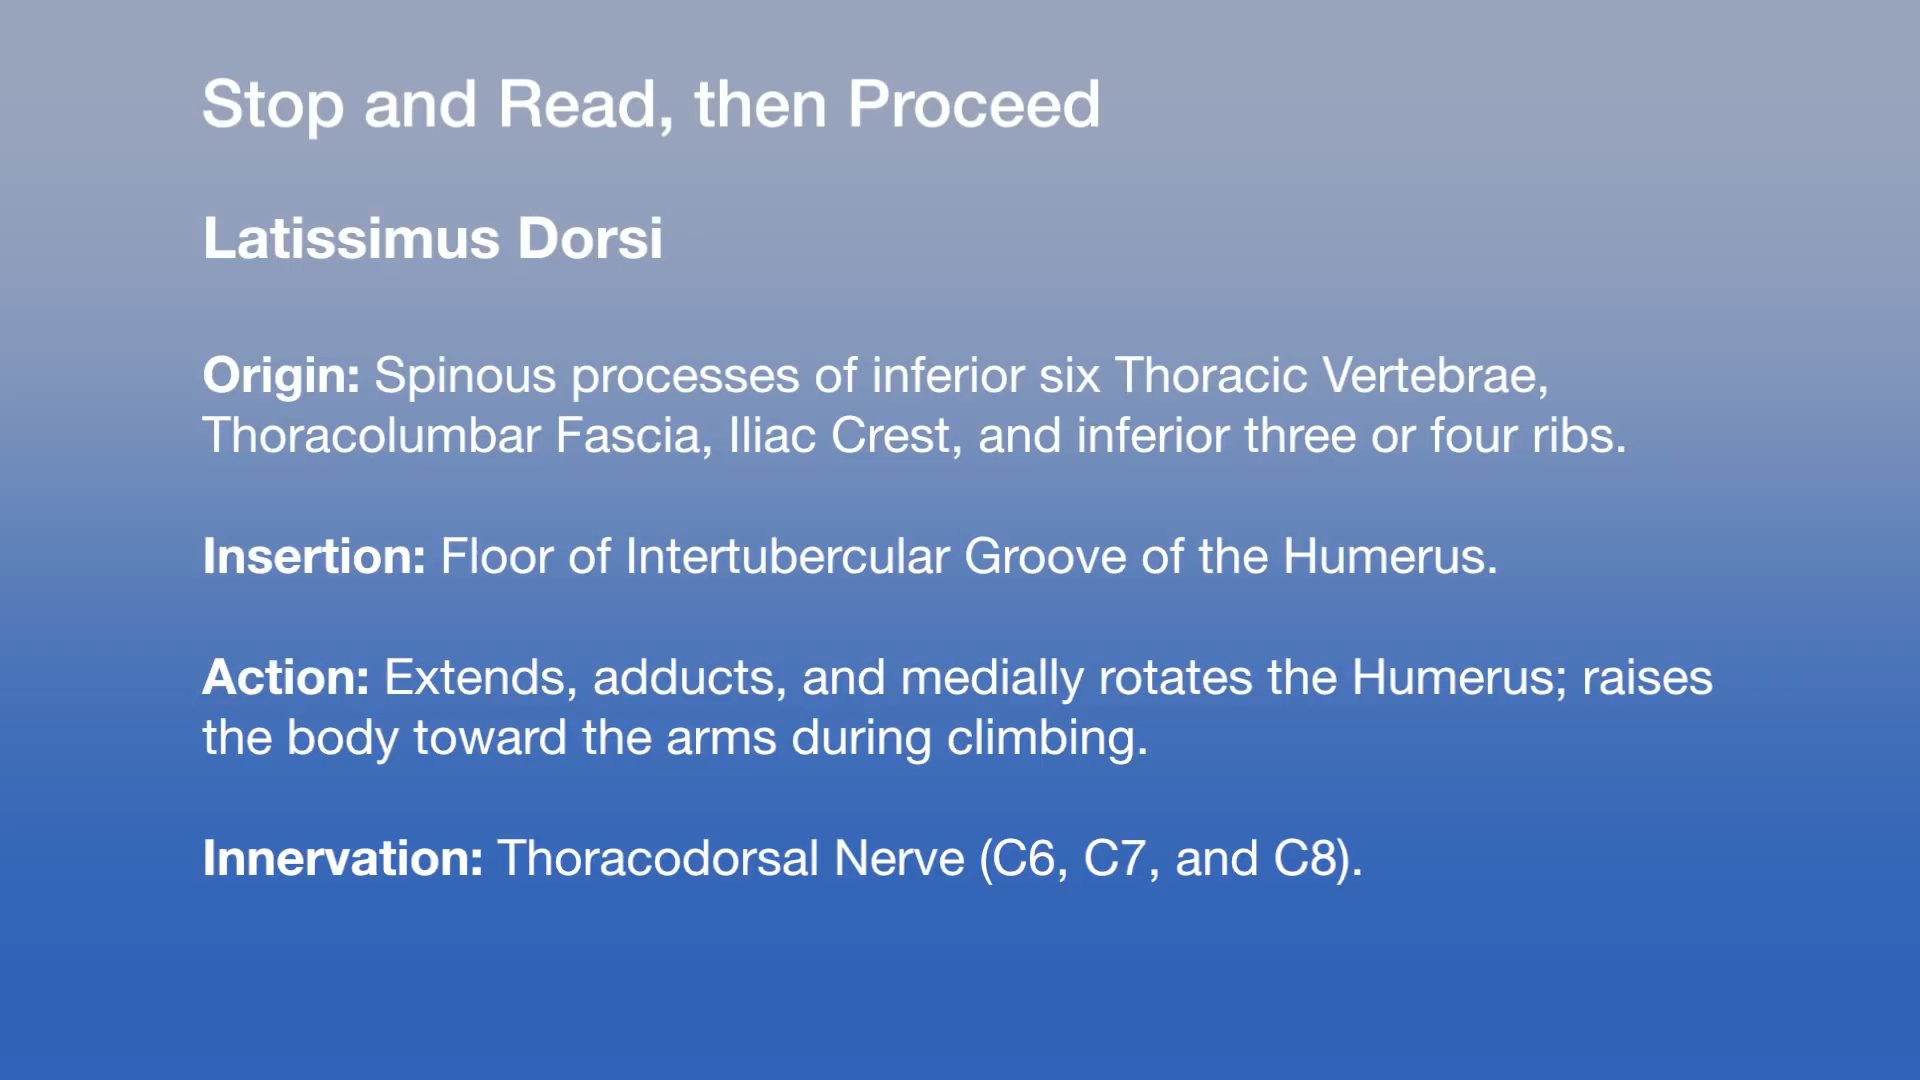 Stop and Read, then Proceed
Latissimus Dorsi
Origin: Spinous processes of inferior six Thoracic Vertebrae,
Thoracolumbar Fascia, Iliac Crest, and inferior three or four ribs.
Insertion: Floor of Intertubercular Groove of the Humerus.
Action: Extends, adducts, and medially rotates the Humerus; raises
the body toward the arms during climbing.
Innervation: Thoracodorsal Nerve (C6, C7, and C8).